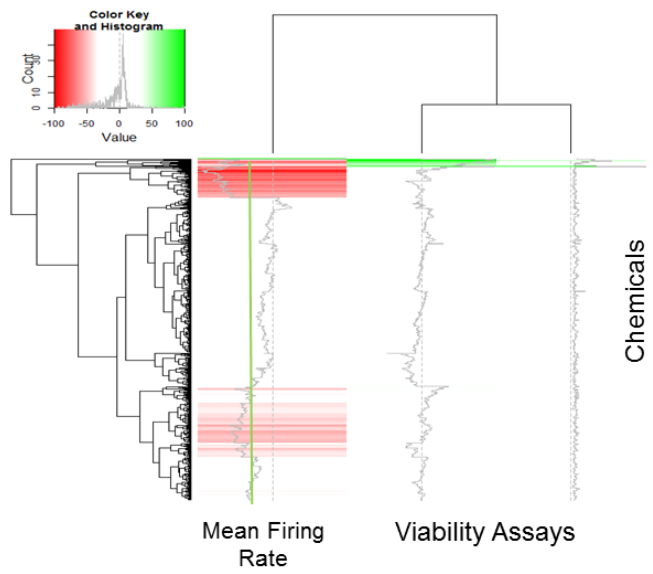 Color Key
and Histogram
Count
0 10 30
-100 -50 0 50 100
Value
Chemicals
Mean Firing
Rate
Viability Assays